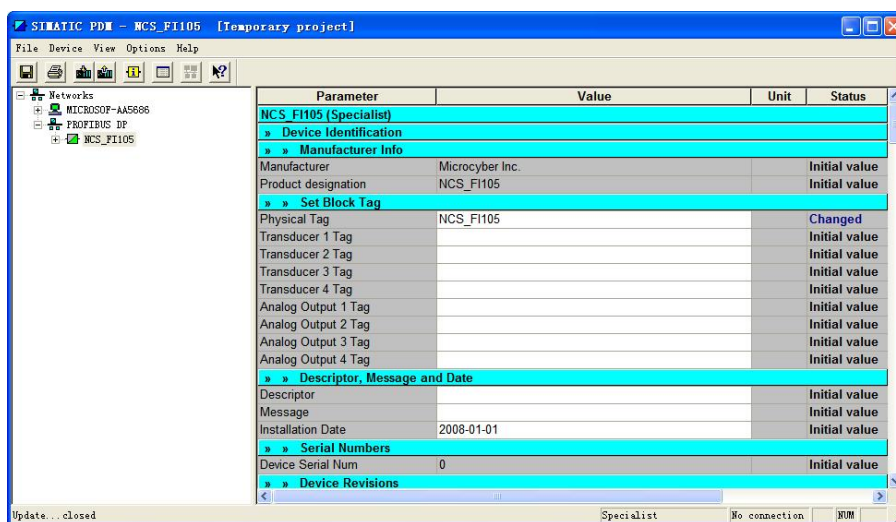 SIMATIC PDM - NCS_FI105   [Temporary project]
File Device View Options Help
Networks
MICROSOF-AA5686
PROFIBUS DP
NCS_FI105
Parameter Value Unit Status
NCS_FI105 (Specialist)
» Device Identification
» » Manufacturer Info
Manufacturer Microcyber Inc. Initial value
Product designation NCS_FI105 Initial value
» » Set Block Tag
Physical Tag NCS_FI105 Changed
Transducer 1 Tag Initial value
Transducer 2 Tag Initial value
Transducer 3 Tag Initial value
Transducer 4 Tag Initial value
Analog Output 1 Tag Initial value
Analog Output 2 Tag Initial value
Analog Output 3 Tag Initial value
Analog Output 4 Tag Initial value
» » Descriptor, Message and Date
Descriptor Initial value
Message Initial value
Installation Date 2008-01-01 Initial value
» » Serial Numbers
Device Serial Num 0 Initial value
» » Device Revisions
Update...closed Specialist No connection NUM